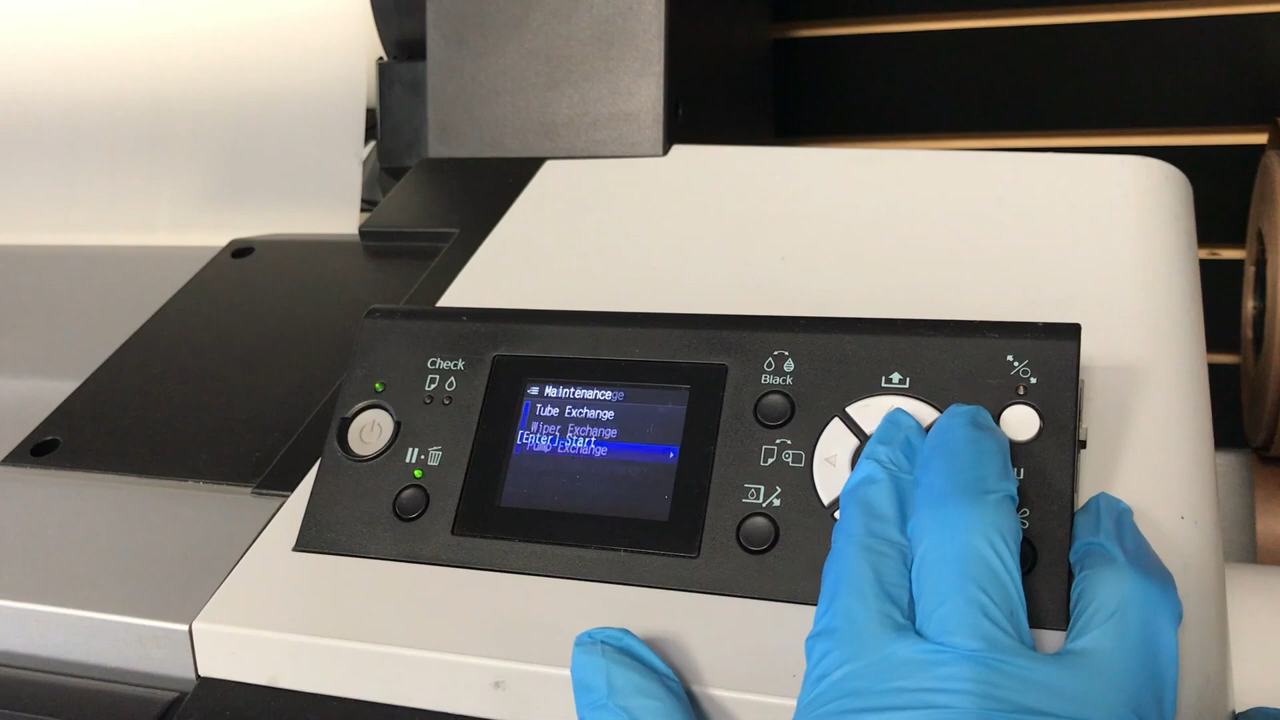 Check
Maintenance
Tube Exchange
Wiper Exchange
[Enter] Start
Pump Exchange
Black